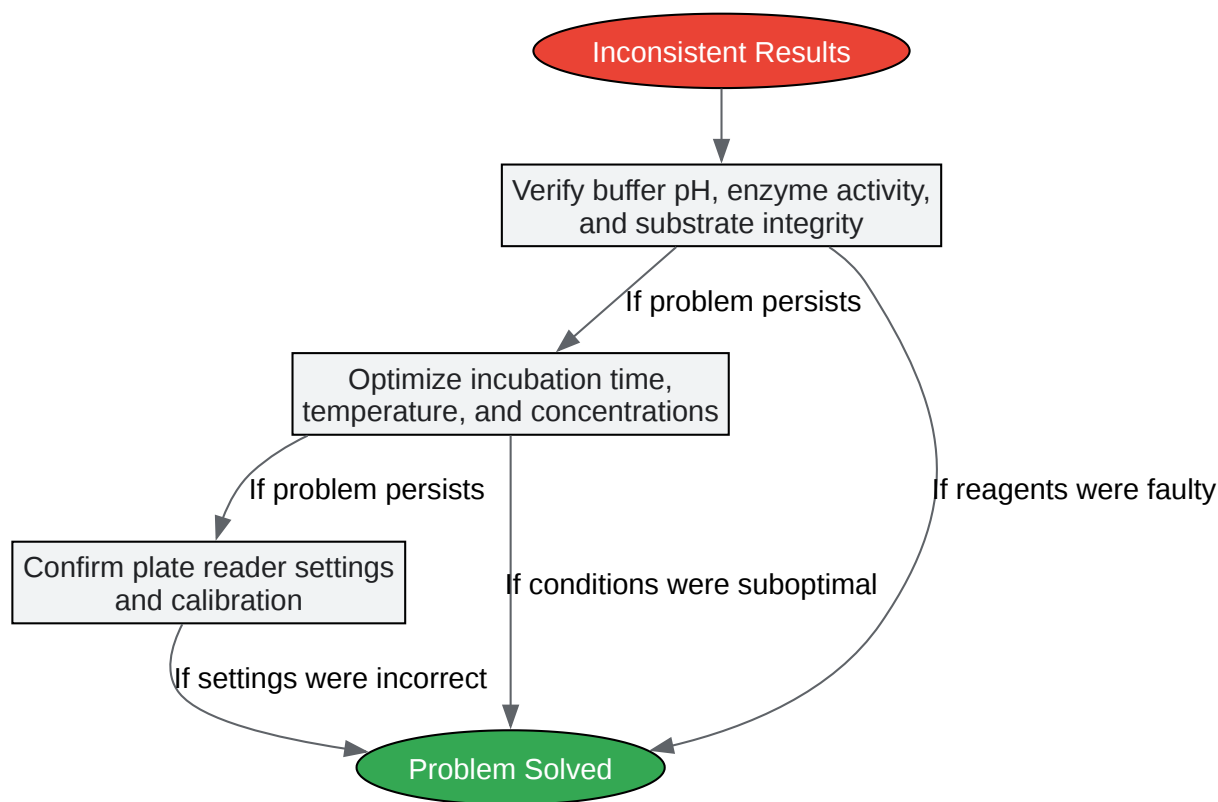 Inconsistent Results
Verify buffer pH, enzyme activity,
and substrate integrity
If problem persists
Optimize incubation time,
temperature, and concentrations
If problem persists
If reagents were faulty
Confirm plate reader settings
and calibration
If conditions were suboptimal
If settings were incorrect
Problem Solved